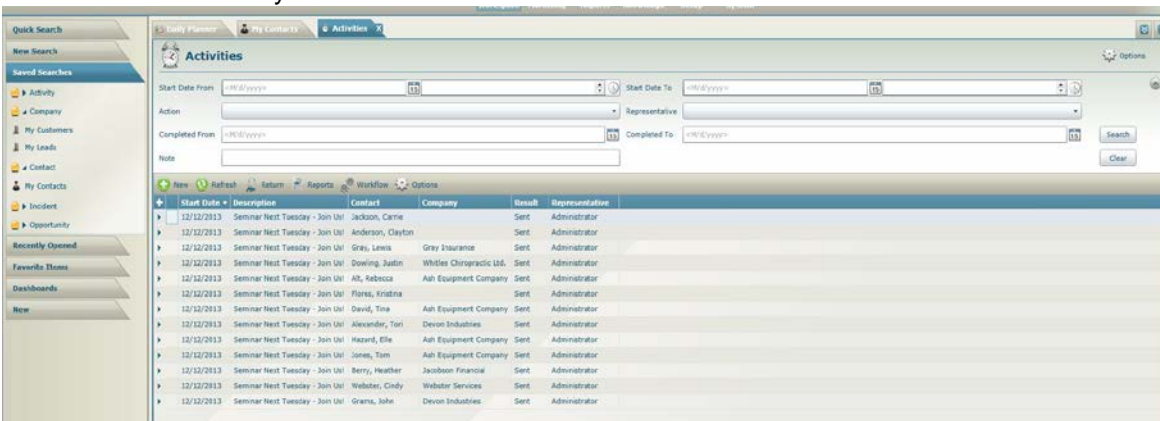 Quick Search
New Search
Saved Searches
Activity
Company
My Customers
My Leads
Contact
My Contacts
Incident
Opportunity
Recently Opened
Favorite Items
Dashboards
New
Daily Planner My Contacts Activities X
Activities
Options
Start Date From <M/d/yyyy> 15 Start Date To <M/d/yyyy> 15
Action Representative
Completed From <M/d/yyyy> 15 Completed To <M/d/yyyy> 15 Search
Note Clear
New Refresh Return Reports Workflow Options
Start Date Description Contact Company Result Representative
12/12/2013 Seminar Next Tuesday - Join Us! Jackson, Carrie Sent Administrator
12/12/2013 Seminar Next Tuesday - Join Us! Anderson, Clayton Sent Administrator
12/12/2013 Seminar Next Tuesday - Join Us! Gray, Lewis Gray Insurance Sent Administrator
12/12/2013 Seminar Next Tuesday - Join Us! Dowling, Justin Whitles Chiropractic Ltd. Sent Administrator
12/12/2013 Seminar Next Tuesday - Join Us! Alt, Rebecca Ash Equipment Company Sent Administrator
12/12/2013 Seminar Next Tuesday - Join Us! Flores, Kristina Sent Administrator
12/12/2013 Seminar Next Tuesday - Join Us! David, Tina Ash Equipment Company Sent Administrator
12/12/2013 Seminar Next Tuesday - Join Us! Alexander, Tori Devon Industries Sent Administrator
12/12/2013 Seminar Next Tuesday - Join Us! Hazard, Elle Ash Equipment Company Sent Administrator
12/12/2013 Seminar Next Tuesday - Join Us! Jones, Tom Ash Equipment Company Sent Administrator
12/12/2013 Seminar Next Tuesday - Join Us! Berry, Heather Jacobson Financial Sent Administrator
12/12/2013 Seminar Next Tuesday - Join Us! Webster, Cindy Webster Services Sent Administrator
12/12/2013 Seminar Next Tuesday - Join Us! Grams, John Devon Industries Sent Administrator